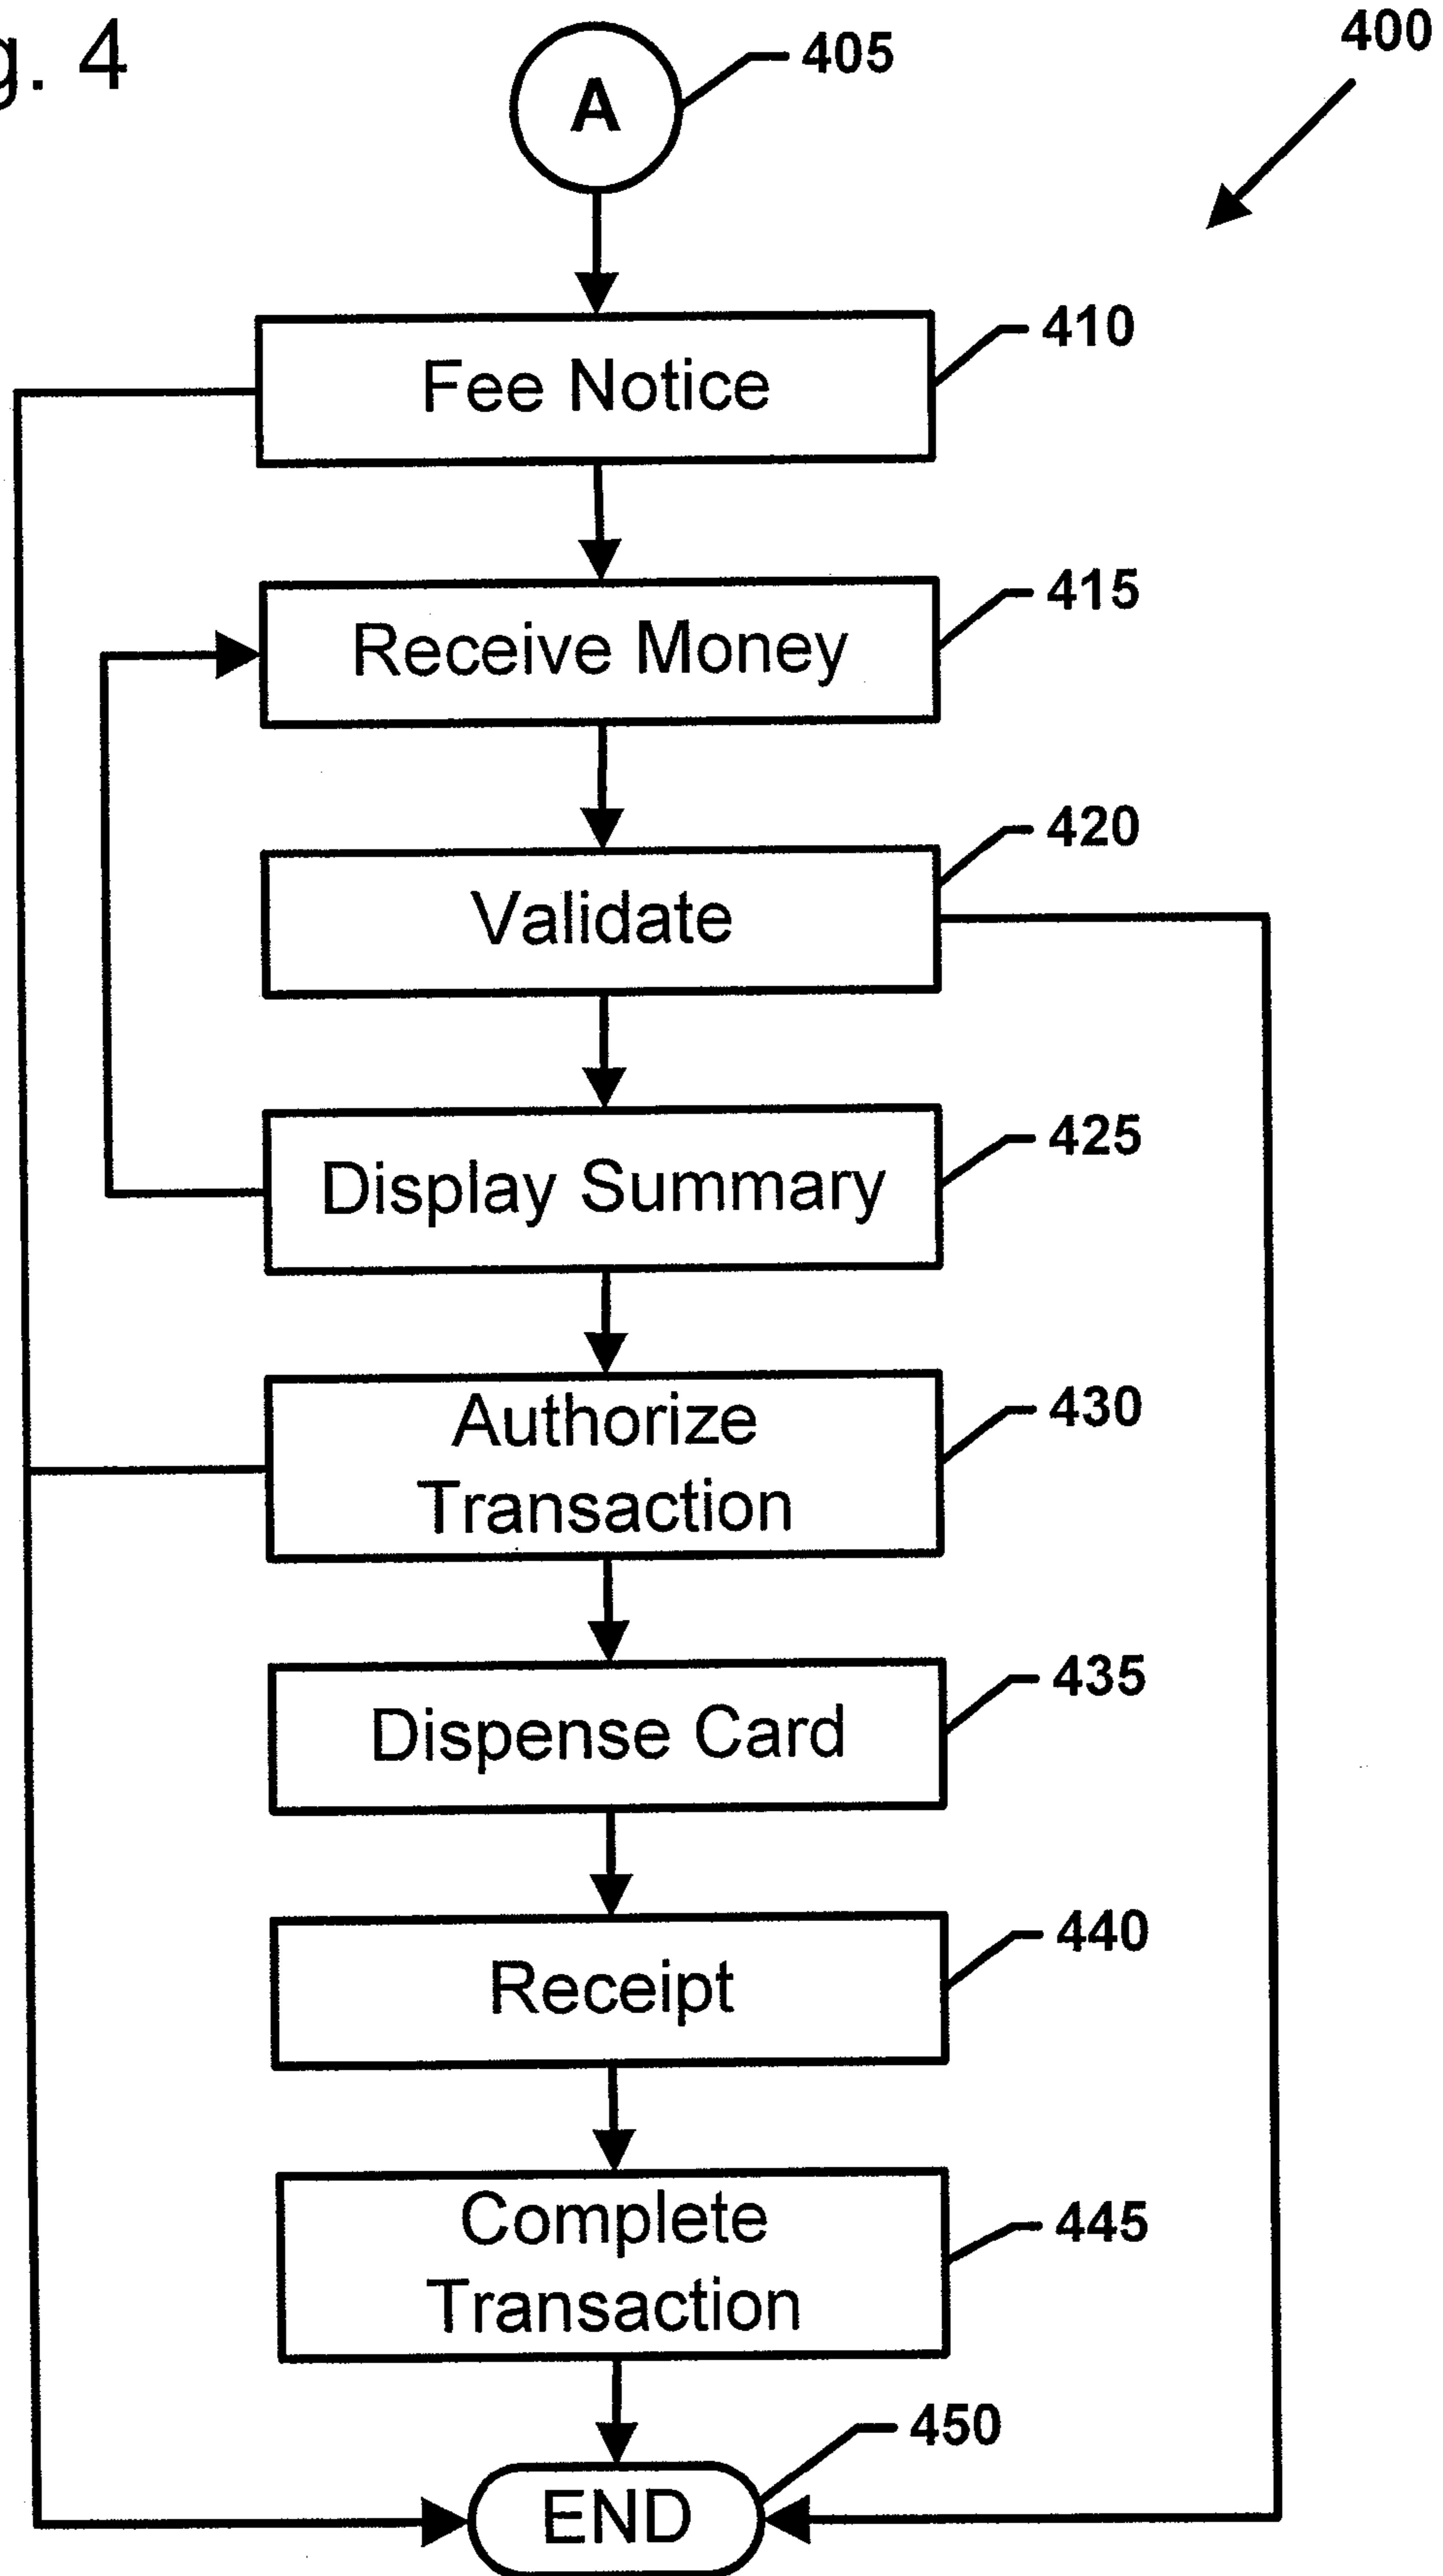 g. 4
A
405
400
Fee Notice
410
Receive Money
415
Validate
420
Display Summary
425
Authorize
Transaction
430
Dispense Card
435
Receipt
440
Complete
Transaction
445
END
450